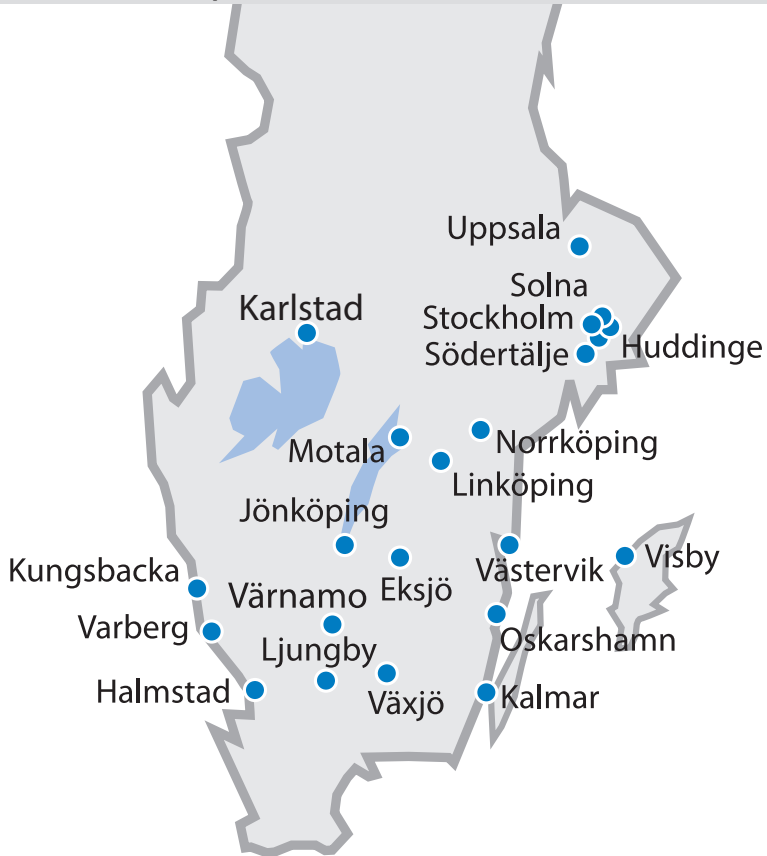 Uppsala
Solna
Karlstad
Stockholm
Huddinge
Södertälje
Norrköping
Motala
Linköping
Jönköping
Västervik
Visby
Kungsbacka
Eksjö
Värnamo
Varberg
Oskarshamn
Ljungby
Halmstad
Växjö
Kalmar